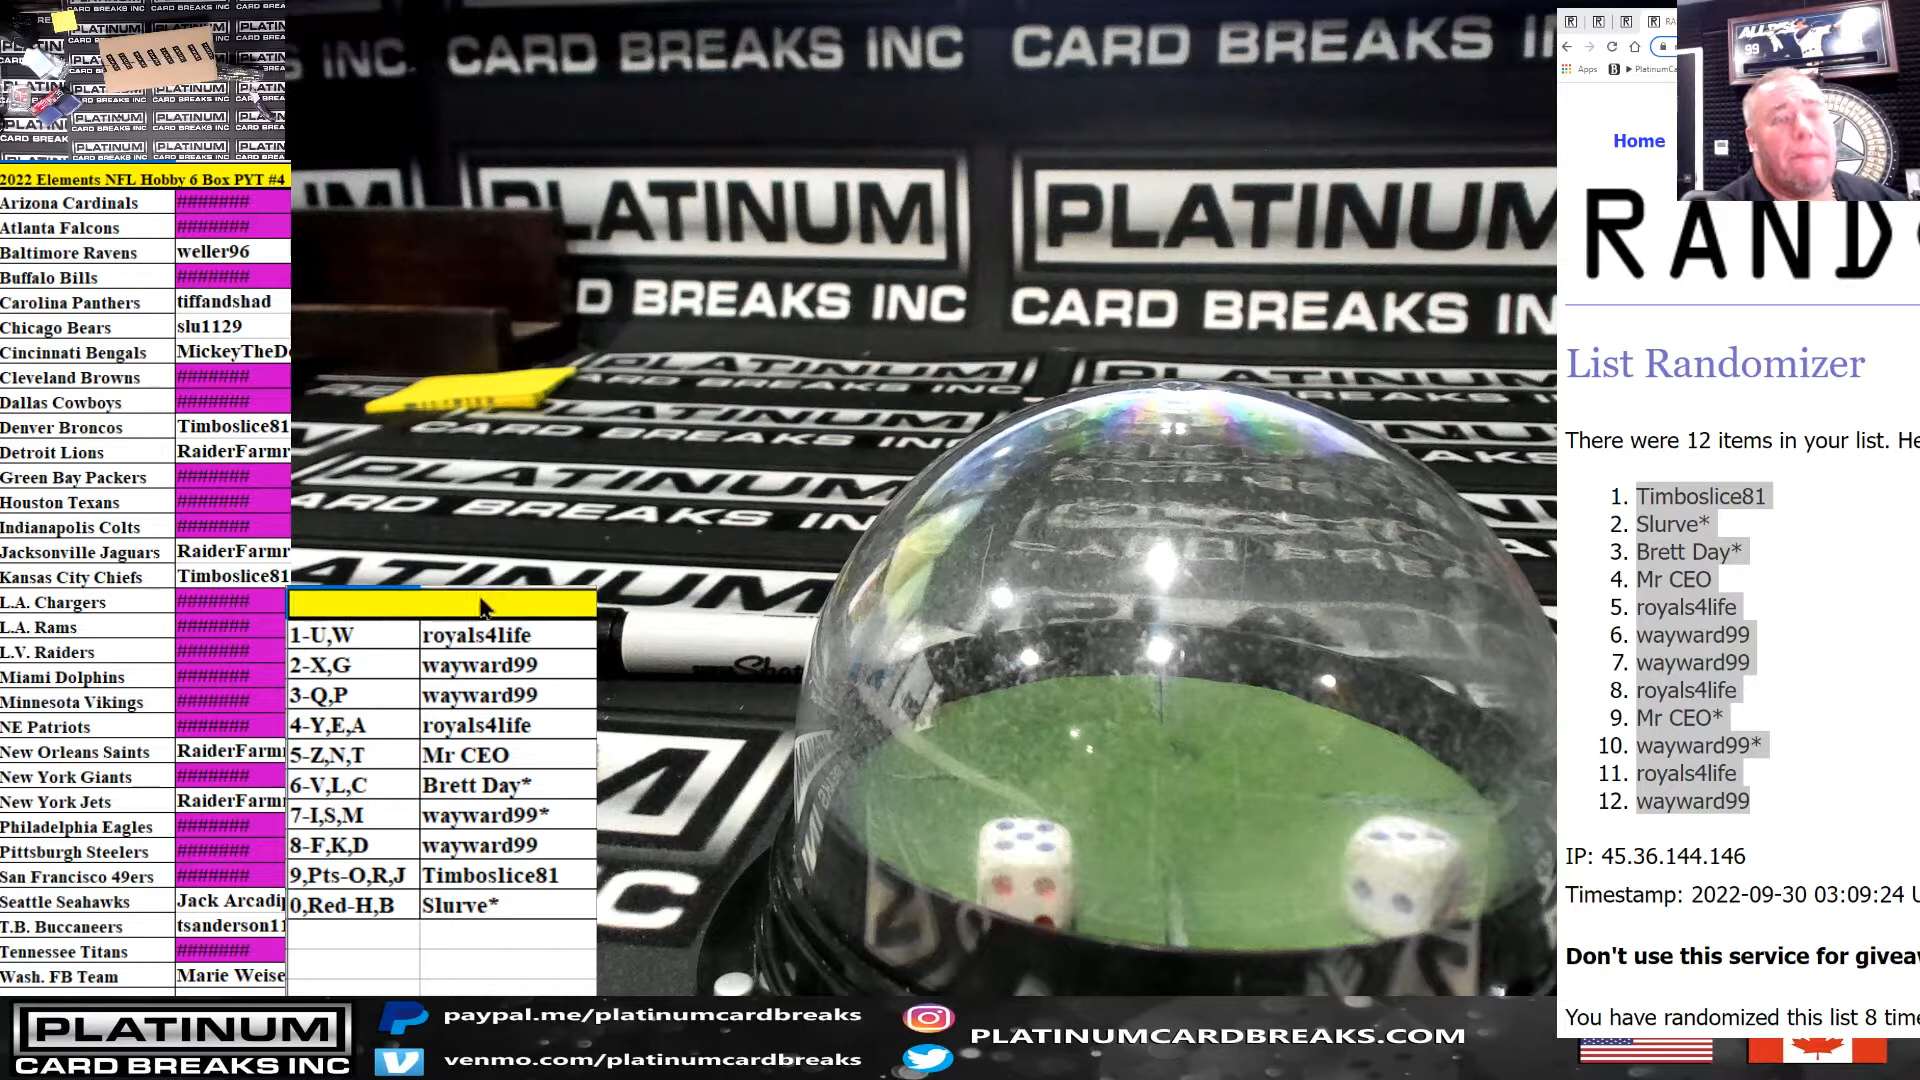 INC. CARD BREAKS INC CARD BREAKS IN
PLATINUM PLATINUM
CARD BREAKS INC CARD BREAKS IN
2022 Elements NFL Hobby 6 Box PYT #4
Arizona Cardinals #######
Atlanta Falcons #######
Baltimore Ravens weller96
Buffalo Bills #######
Carolina Panthers tiffandshad
Chicago Bears slu1129
Cincinnati Bengals MickeyTheD
Cleveland Browns #######
Dallas Cowboys #######
Denver Broncos Timboslice81
Detroit Lions RaiderFarmr
Green Bay Packers #######
Houston Texans #######
Indianapolis Colts #######
Jacksonville Jaguars RaiderFarmr
Kansas City Chiefs Timboslice81
L.A. Chargers #######
L.A. Rams #######
L.V. Raiders #######
Miami Dolphins #######
Minnesota Vikings #######
NE Patriots #######
New Orleans Saints RaiderFarm
New York Giants #######
New York Jets RaiderFarm
Philadelphia Eagles #######
Pittsburgh Steelers #######
San Francisco 49ers #######
Seattle Seahawks Jack Arcadi
T.B. Buccaneers tsanderson11
Tennessee Titans #######
Wash. FB Team Marie Weise
1-U,W royals4life
2-X,G wayward99
3-Q,P wayward99
4-Y,E,A royals4life
5-Z,N,T Mr CEO
6-V,L,C Brett Day*
7-I,S,M wayward99*
8-F,K,D wayward99
9,Pts-O,R,J Timboslice81
0,Red-H,B Slurve*
Apps PlatinumCa
Home
RAND
List Randomizer
There were 12 items in your list. He
1. Timboslice81
2. Slurve*
3. Brett Day*
4. Mr CEO
5. royals4life
6. wayward99
7. wayward99
8. royals4life
9. Mr CEO*
10. wayward99*
11. royals4life
12. wayward99
IP: 45.36.144.146
Timestamp: 2022-09-30 03:09:24 U
Don't use this service for giveaw
You have randomized this list 8 time
PLATINUM
CARD BREAKS INC
paypal.me/platinumcardbreaks
venmo.com/platinumcardbreaks
PLATINUMCARDBREAKS.COM